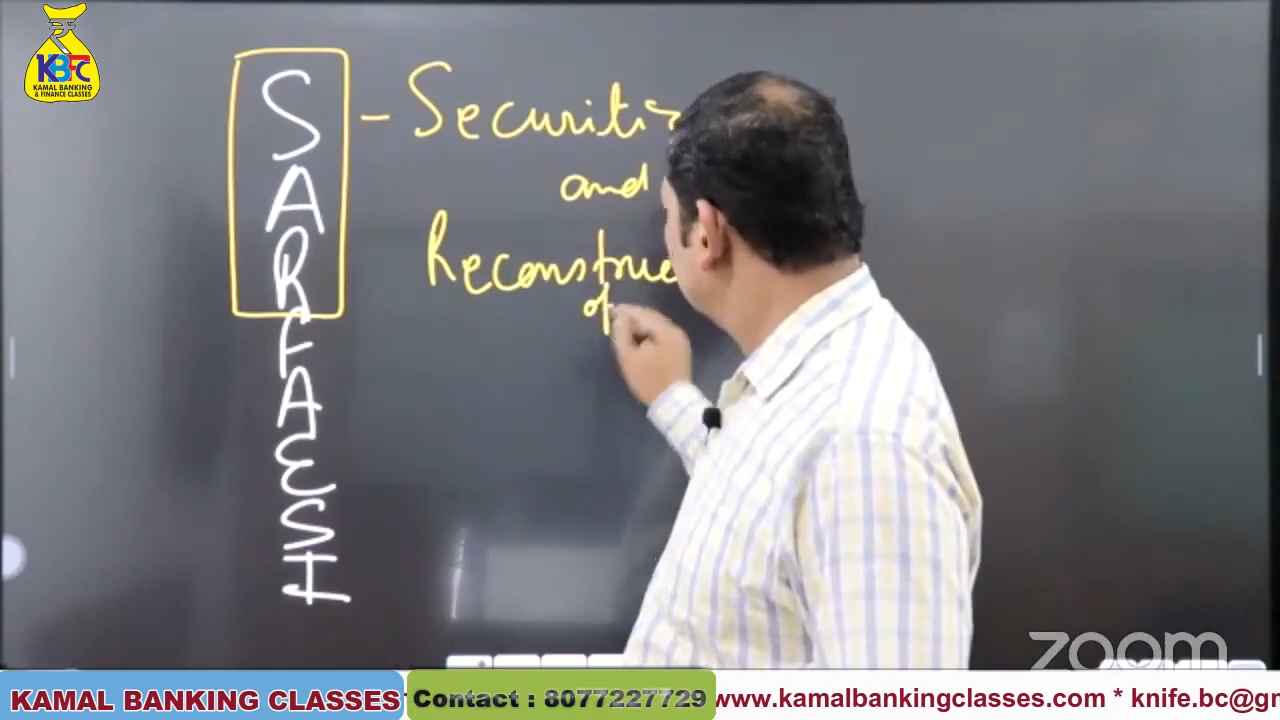 KBFC
KAMAL BANKING
& FINANCE CLASSES
SARFAESI
- Securiti
and
Reconstruc
of
zoom
KAMAL BANKING CLASSES
Contact : 8077227729
www.kamalbankingclasses.com * knife.bc@gr